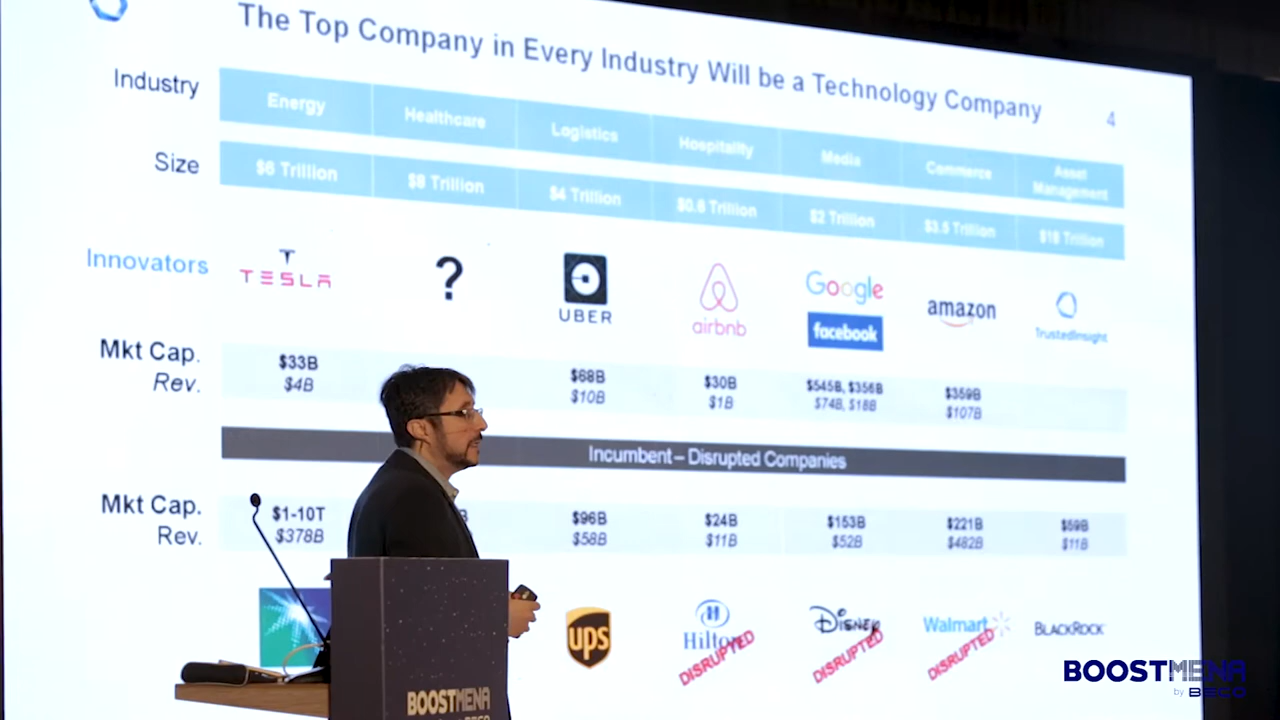 The Top Company in Every Industry Will be a Technology Company
4
Industry Energy Healthcare Logistics Hospitality Media Commerce Asset Management
Size $6 Trillion $8 Trillion $4 Trillion $0.6 Trillion $2 Trillion $3.5 Trillion $18 Trillion
Innovators TESLA ? UBER airbnb Google facebook amazon TrustedInsight
Mkt Cap. $33B $68B $30B $545B, $356B $359B
Rev. $4B $10B $1B $74B, $18B $107B
Incumbent – Disrupted Companies
Mkt Cap. $1-10T $96B $24B $153B $221B $59B
Rev. $378B $58B $11B $52B $482B $11B
ups Hilton DISNEY Walmart BLACKROCK
DISRUPTED DISRUPTED DISRUPTED
BOOSTMENA
BECO
BOOSTMENA
by BECO